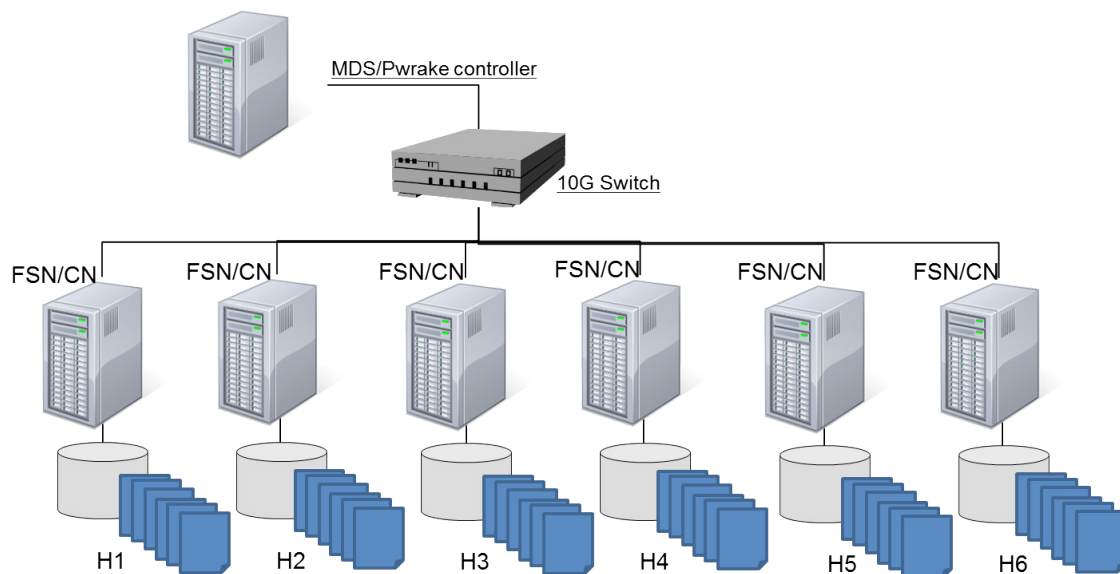 MDS/Pwrake controller
10G Switch
FSN/CN
FSN/CN
FSN/CN
FSN/CN
FSN/CN
FSN/CN
H1
H2
H3
H4
H5
H6